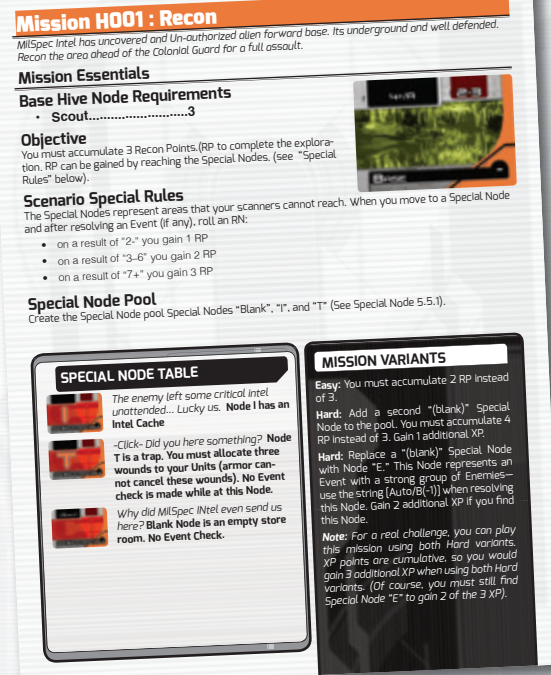 Mission H001 : Recon
MilSpec Intel has uncovered and Un-authorized alien forward base. Its underground and well defended.
Recon the area ahead of the Colonial Guard for a full assault.
Mission Essentials
Base Hive Node Requirements
• Scout..........................3
Objective
You must accumulate 3 Recon Points.(RP to complete the explora-
tion. RP can be gained by reaching the Special Nodes. (see "Special
Rules" below).
Base
Scenario Special Rules
The Special Nodes represent areas that your scanners cannot reach. When you move to a Special Node
and after resolving an Event (if any), roll an RN:
• on a result of "2-" you gain 1 RP
• on a result of "3–6" you gain 2 RP
• on a result of "7+" you gain 3 RP
Special Node Pool
Create the Special Node pool Special Nodes "Blank", "I", and "T" (See Special Node 5.5.1).
SPECIAL NODE TABLE
I
The enemy left some critical intel
unattended... Lucky us. Node I has an
Intel Cache
T
-Click- Did you here something? Node
T is a trap. You must allocate three
wounds to your Units (armor can-
not cancel these wounds). No Event
check is made while at this Node.
Why did MilSpec INtel even send us
here? Blank Node is an empty store
room. No Event Check.
MISSION VARIANTS
Easy: You must accumulate 2 RP instead
of 3.
Hard: Add a second "(blank)" Special
Node to the pool. You must accumulate 4
RP instead of 3. Gain 1 additional XP.
Hard: Replace a "(blank)" Special Node
with Node "E." This Node represents an
Event with a strong group of Enemies—
use the string [Auto/B(-1)] when resolving
this Node. Gain 2 additional XP if you find
this Node.
Note: For a real challenge, you can play
this mission using both Hard variants.
XP points are cumulative, so you would
gain 3 additional XP when using both Hard
variants. (Of course, you must still find
Special Node "E" to gain 2 of the 3 XP).